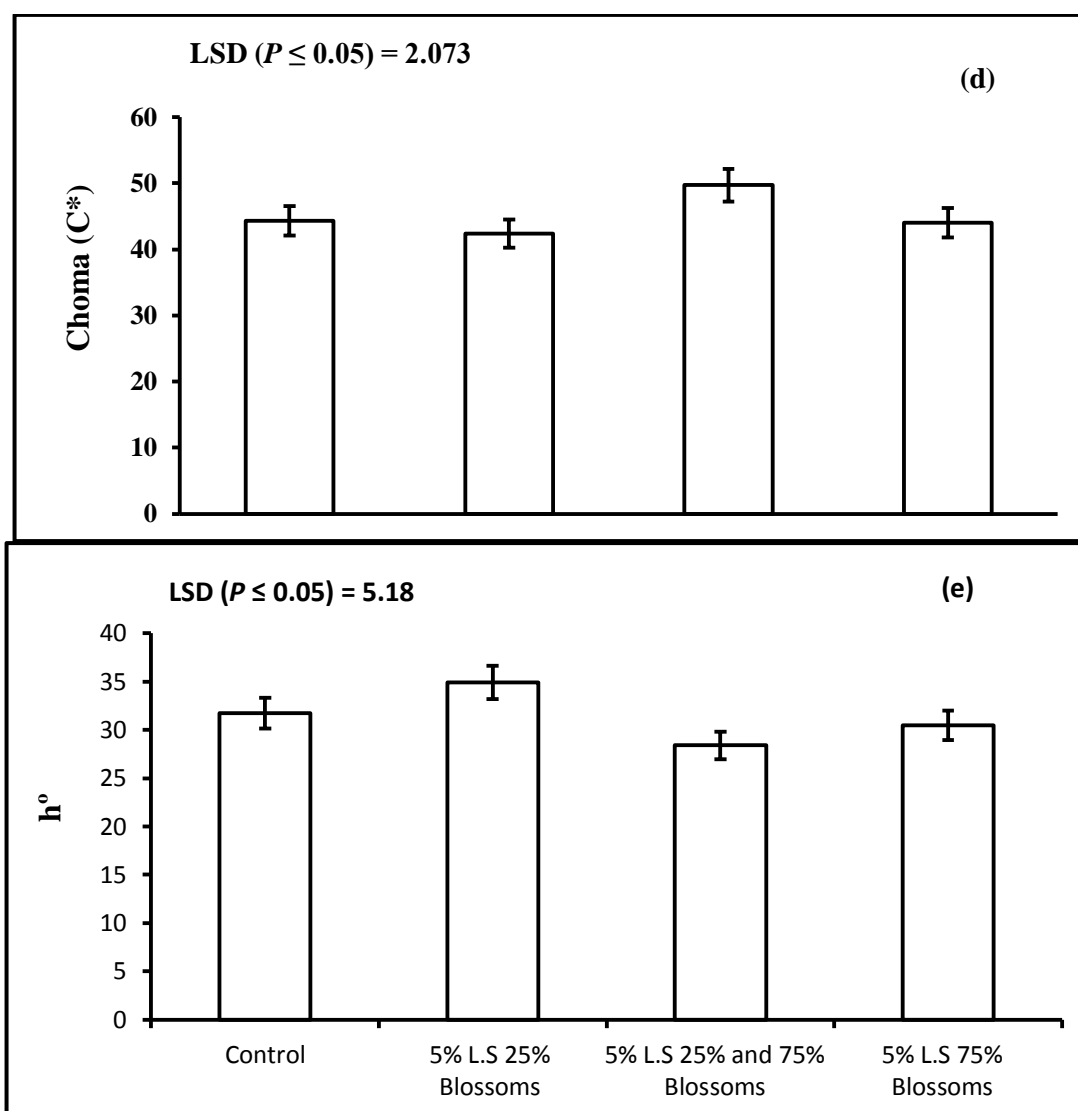 LSD (P ≤ 0.05) = 2.073
(d)
Choma (C*)
60
50
40
30
20
10
0
LSD (P ≤ 0.05) = 5.18
(e)
hº
40
35
30
25
20
15
10
5
0
Control
5% L.S 25%
Blossoms
5% L.S 25% and 75%
Blossoms
5% L.S 75%
Blossoms